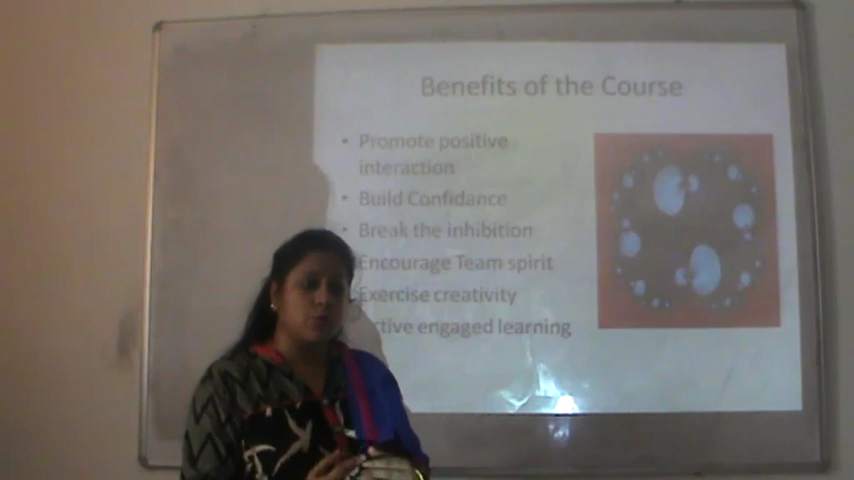 Benefits of the Course
• Promote positive
interaction
• Build Confidance
• Break the inhibition
Encourage Team spirit
Exercise creativity
ctive engaged learning